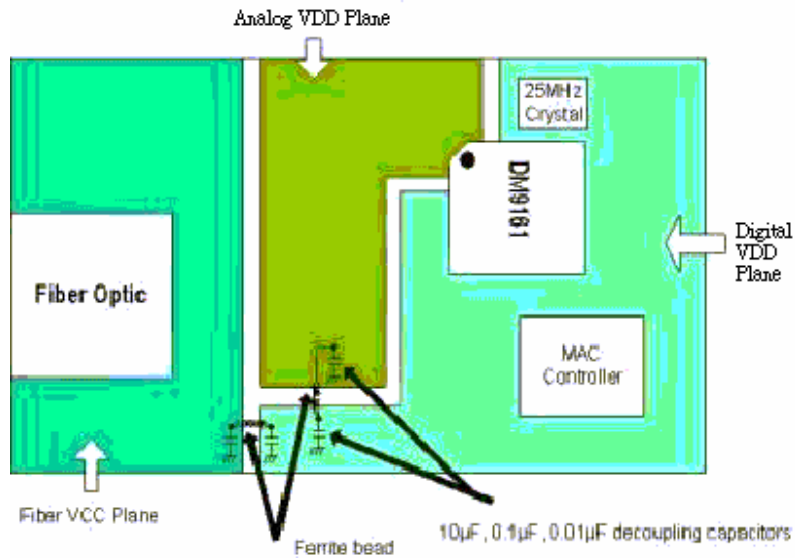 Analog VDD Plane
25MHz
Crystal
DM9161
Digital
VDD
Plane
Fiber Optic
MAC
Controller
Fiber VCC Plane
Ferrite bead
10µF, 0.1µF, 0.01µF decoupling capacitors